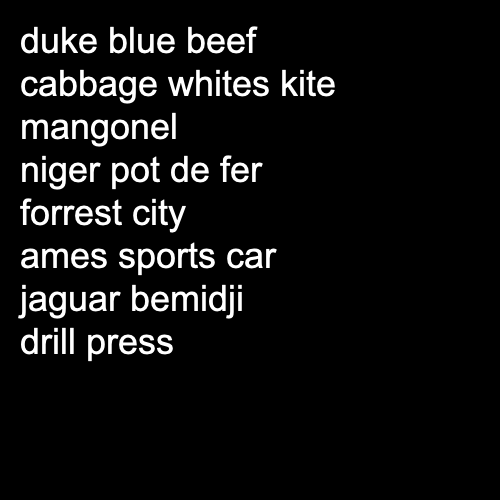 duke blue beef
cabbage whites kite
mangonel
niger pot de fer
forrest city
ames sports car
jaguar bemidji
drill press